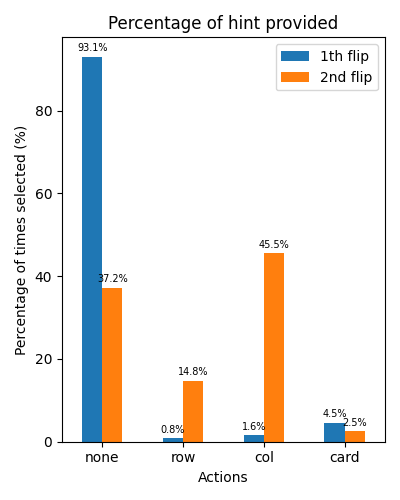 Percentage of hint provided
93.1%
1th flip
2nd flip
80
60
40
20
0
Percentage of times selected (%)
37.2%
0.8%
14.8%
1.6%
45.5%
4.5%
2.5%
none
row
col
card
Actions